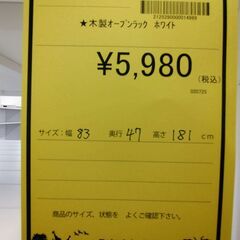 2120200000014989
★木製オープンラック ホワイト
¥5,980
(税込)
サイズ:幅 83 奥行 47 高さ 181 cm
商品のサイズ、状態を よくご確認下さい。